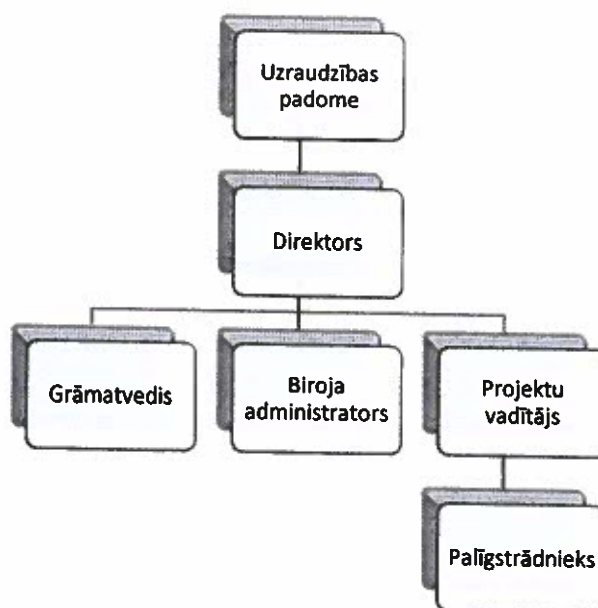 Uzraudzības
padome
Direktors
Grāmatvedis
Biroja
administrators
Projektu
vadītājs
Palīgstrādnieks